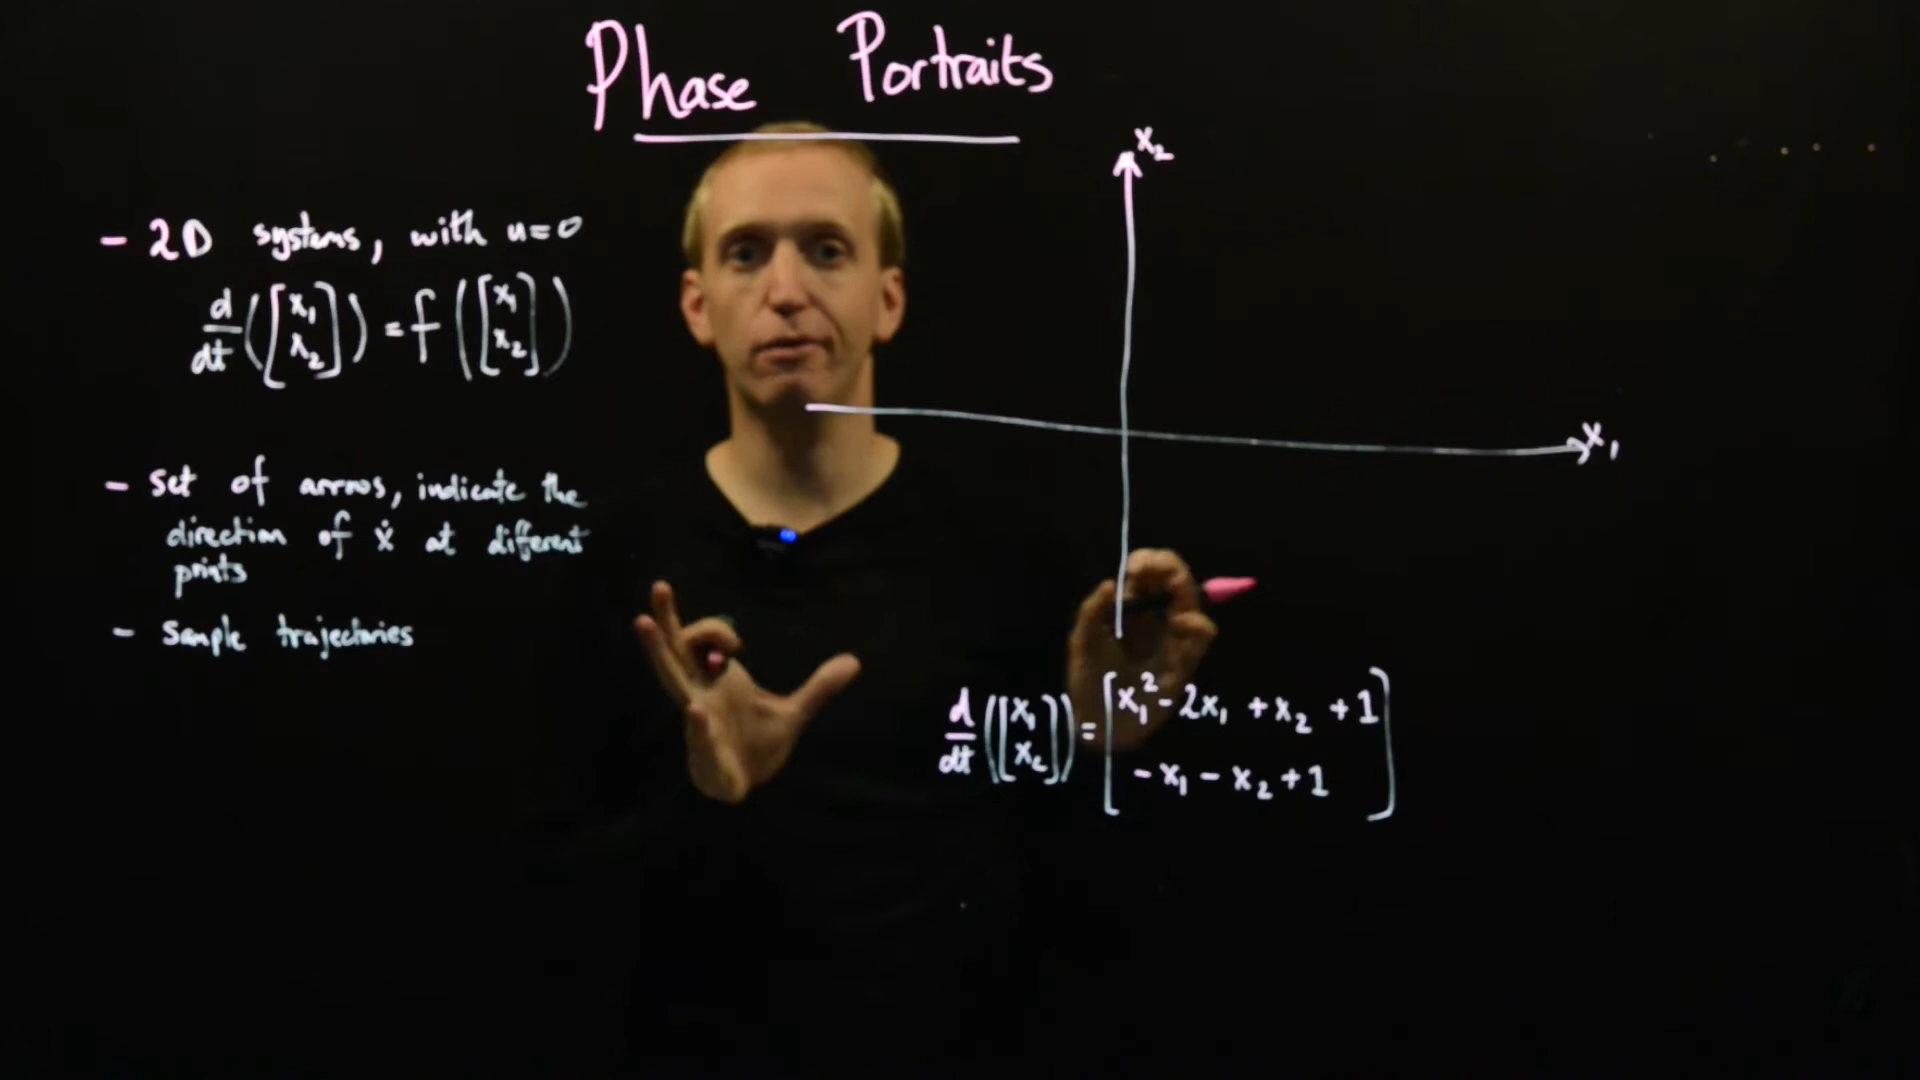 Phase Portraits
- 2D systems, with u=0
d/dt([x₁ x₂]) = f([x₁ x₂])
- set of arrows, indicate the
direction of ẋ at different
points
- Sample trajectories
x₂
x₁
d/dt([x₁ x₂]) = [x₁² - 2x₁ + x₂ + 1
- x₁ - x₂ + 1]